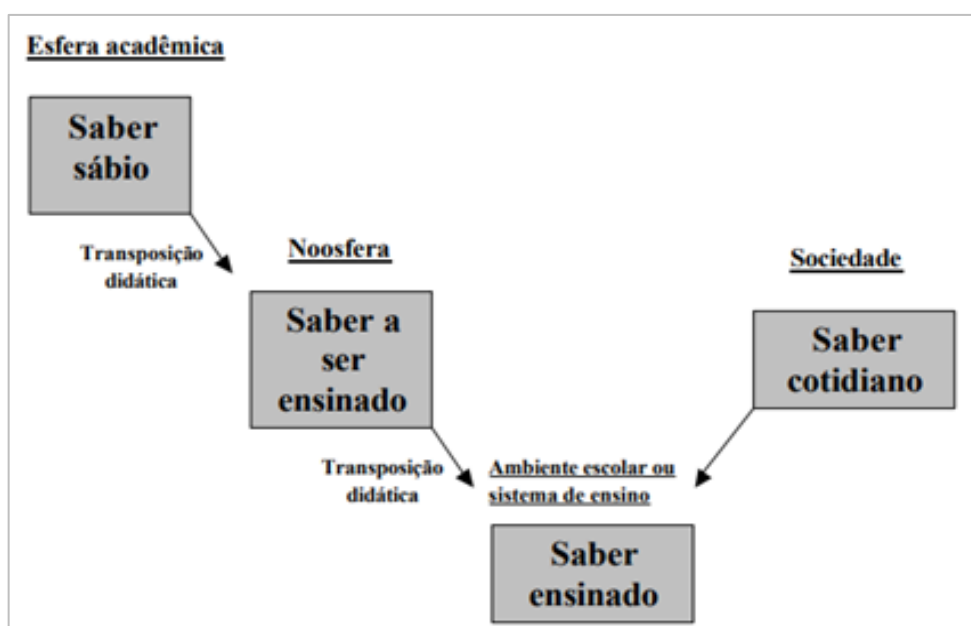 Esfera acadêmica
Saber
sábio
Transposição
didática
Noosfera
Saber a
ser
ensinado
Sociedade
Saber
cotidiano
Transposição
didática
Ambiente escolar ou
sistema de ensino
Saber
ensinado